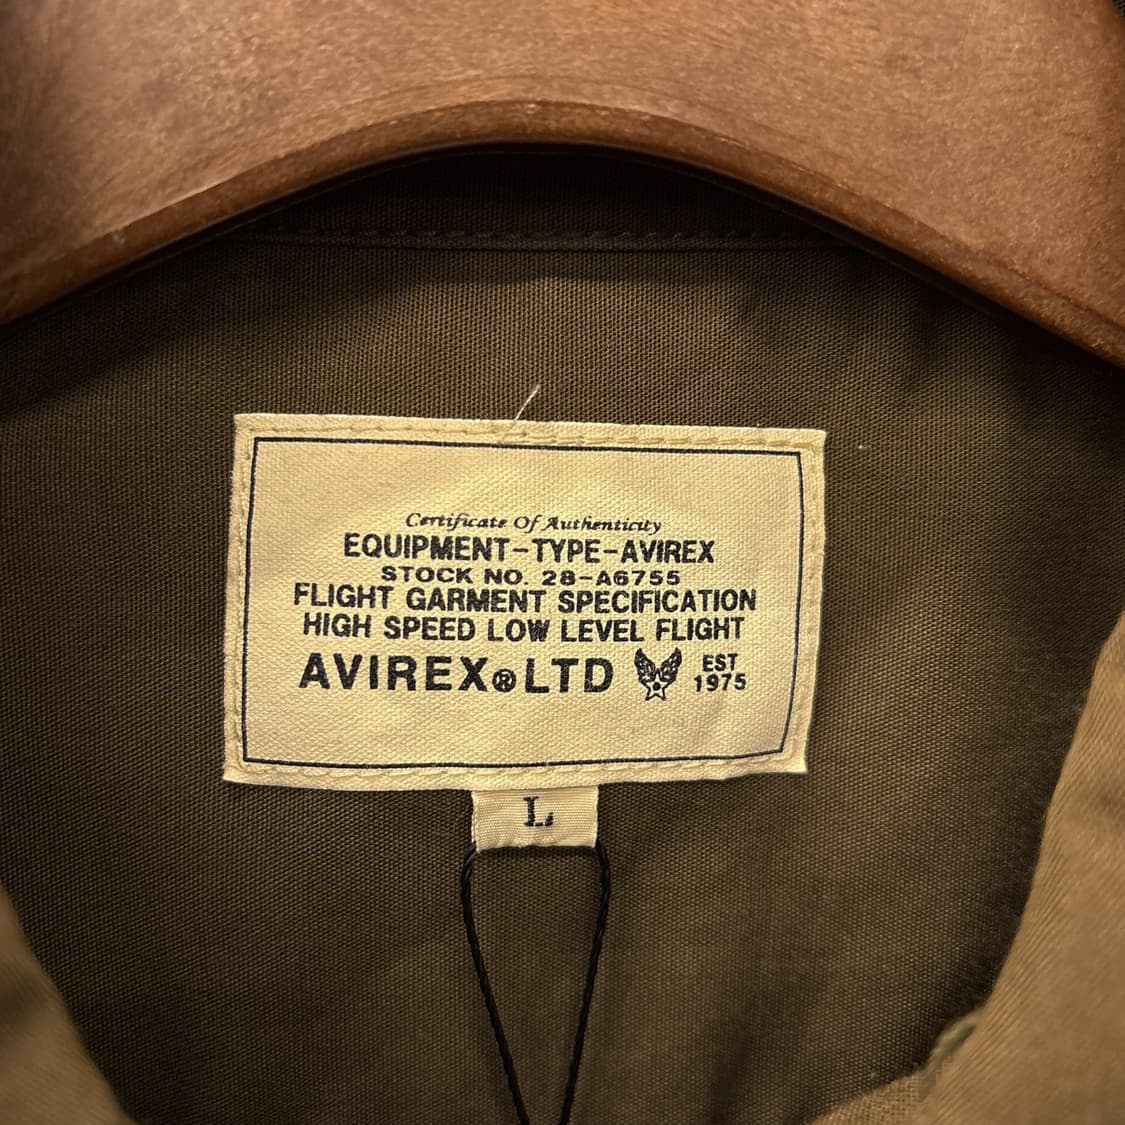 Certificate Of Authenticity
EQUIPMENT-TYPE-AVIREX
STOCK NO. 28-A6755
FLIGHT GARMENT SPECIFICATION
HIGH SPEED LOW LEVEL FLIGHT
AVIREX®LTD EST 1975
L